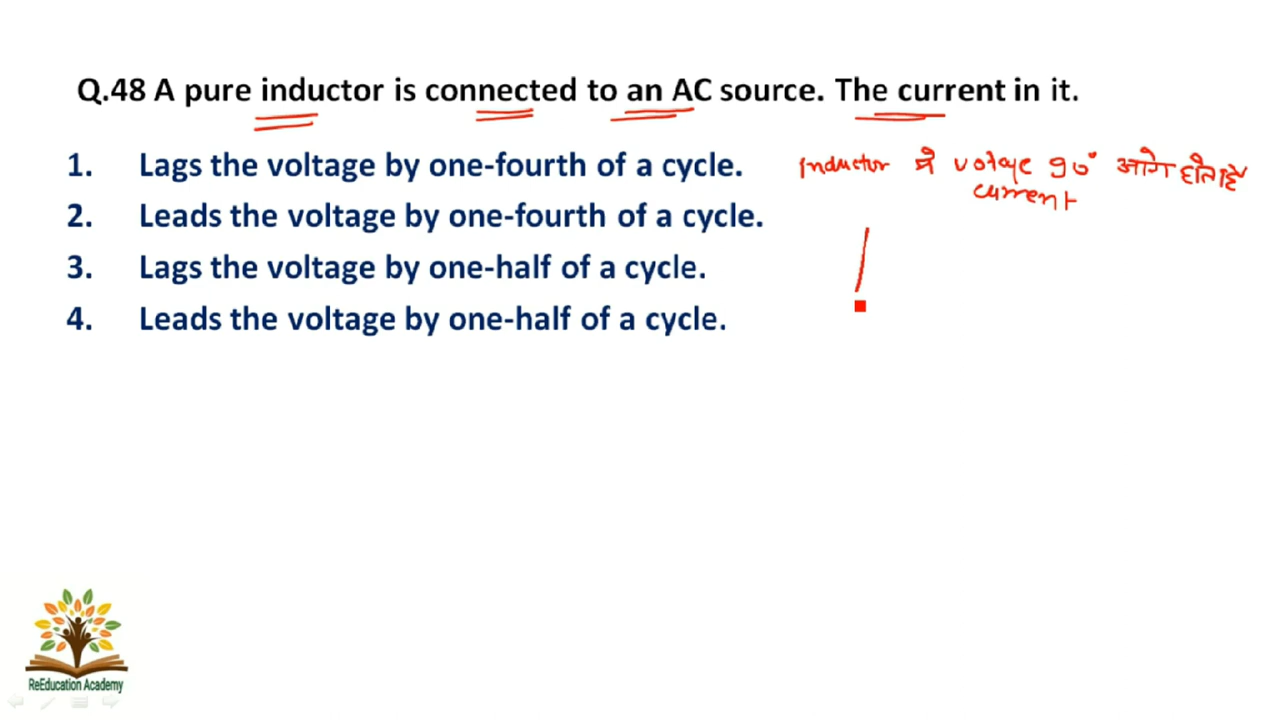 Q.48 A pure inductor is connected to an AC source. The current in it.
1. Lags the voltage by one-fourth of a cycle.
2. Leads the voltage by one-fourth of a cycle.
3. Lags the voltage by one-half of a cycle.
4. Leads the voltage by one-half of a cycle.
Inductor में voltage 90° आगे होता है
current
ReEducation Academy